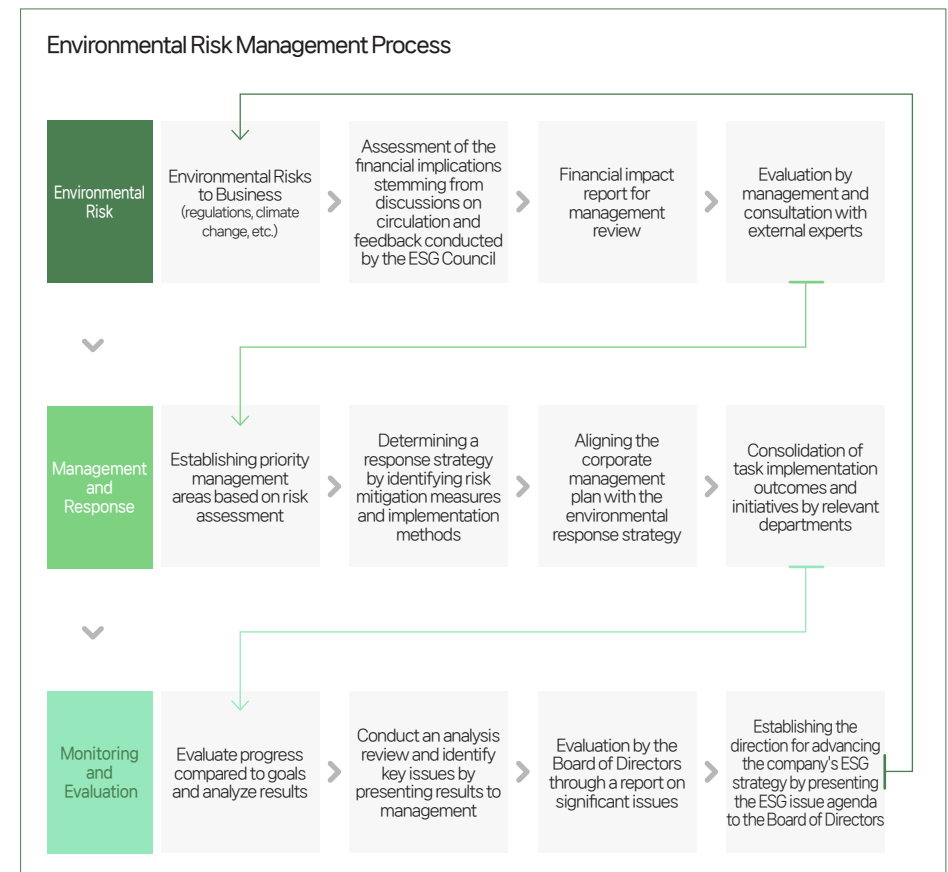 Environmental Risk Management Process
Environmental
Risk
Environmental Risks
to Business
(regulations, climate
change, etc.)
Assessment of the
financial implications
stemming from
discussions on
circulation and
feedback conducted
by the ESG Council
Financial impact
report for
management
review
Evaluation by
management and
consultation with
external experts
Management
and
Response
Establishing priority
management
areas based on risk
assessment
Determining a
response strategy
by identifying risk
mitigation measures
and implementation
methods
Aligning the
corporate
management
plan with the
environmental
response strategy
Consolidation of
task implementation
outcomes and
initiatives by relevant
departments
Monitoring
and
Evaluation
Evaluate progress
compared to goals
and analyze results
Conduct an analysis
review and identify
key issues by
presenting results to
management
Evaluation by the
Board of Directors
through a report on
significant issues
Establishing the
direction for advancing
the company's ESG
strategy by presenting
the ESG issue agenda
to the Board of Directors